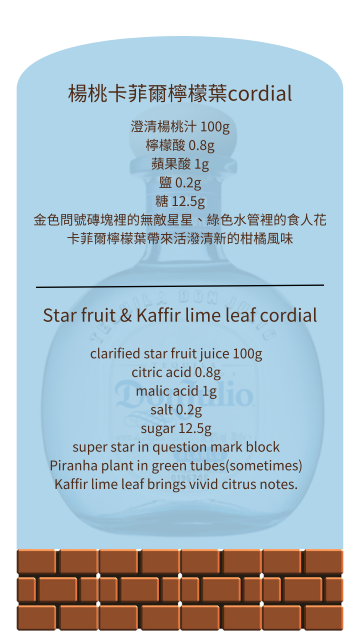 楊桃卡菲爾檸檬葉cordial
澄清楊桃汁 100g
檸檬酸 0.8g
蘋果酸 1g
鹽 0.2g
糖 12.5g
金色問號磚塊裡的無敵星星、綠色水管裡的食人花
卡菲爾檸檬葉帶來活潑清新的柑橘風味
Star fruit & Kaffir lime leaf cordial
clarified star fruit juice 100g
citric acid 0.8g
malic acid 1g
salt 0.2g
sugar 12.5g
super star in question mark block
Piranha plant in green tubes(sometimes)
Kaffir lime leaf brings vivid citrus notes.
Don Julio